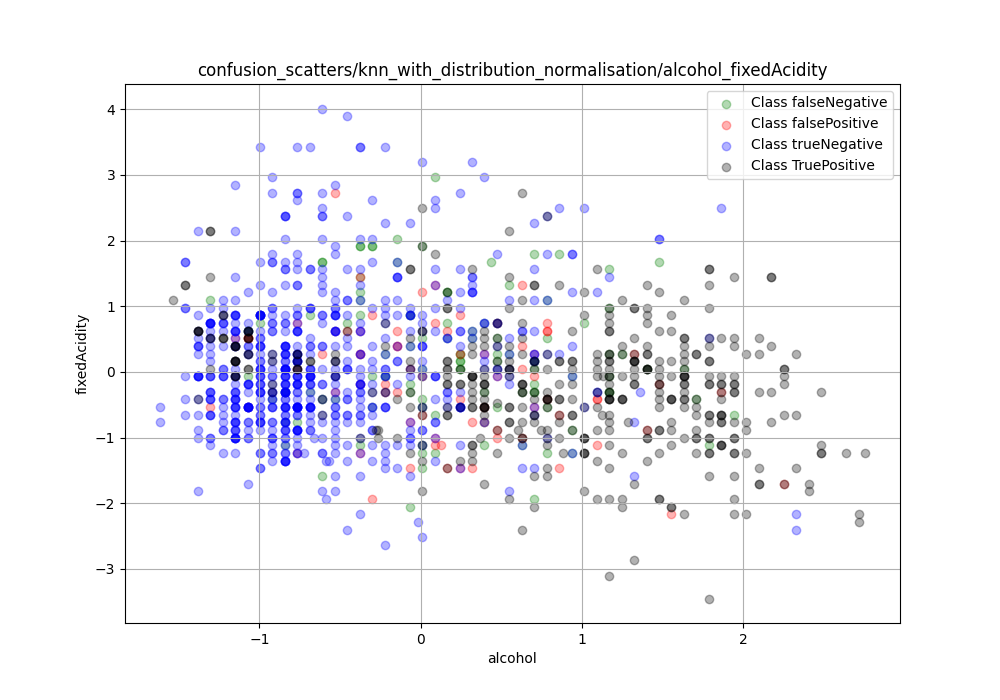 confusion_scatters/knn_with_distribution_normalisation/alcohol_fixedAcidity
Class falseNegative
Class falsePositive
Class trueNegative
Class TruePositive
4
3
2
1
0
−1
−2
−3
fixedAcidity
−1
0
1
2
alcohol